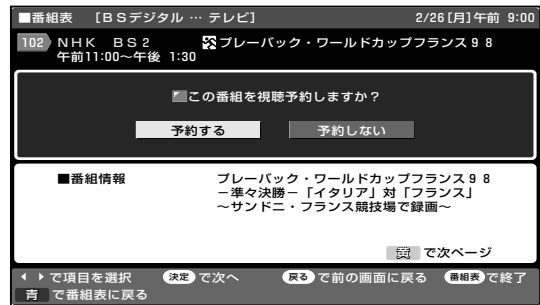 ■番組表 [BSデジタル … テレビ] 2/26[月]午前 9:00
102 NHK BS2 プレーバック・ワールドカップフランス98
午前11:00~午後 1:30
この番組を視聴予約しますか?
予約する 予約しない
■番組情報 プレーバック・ワールドカップフランス98
−準々決勝−「イタリア」対「フランス」
~サンドニ・フランス競技場で録画~
黄 で次ページ
で項目を選択 決定 で次へ 戻る で前の画面に戻る 番組表 で終了
青 で番組表に戻る